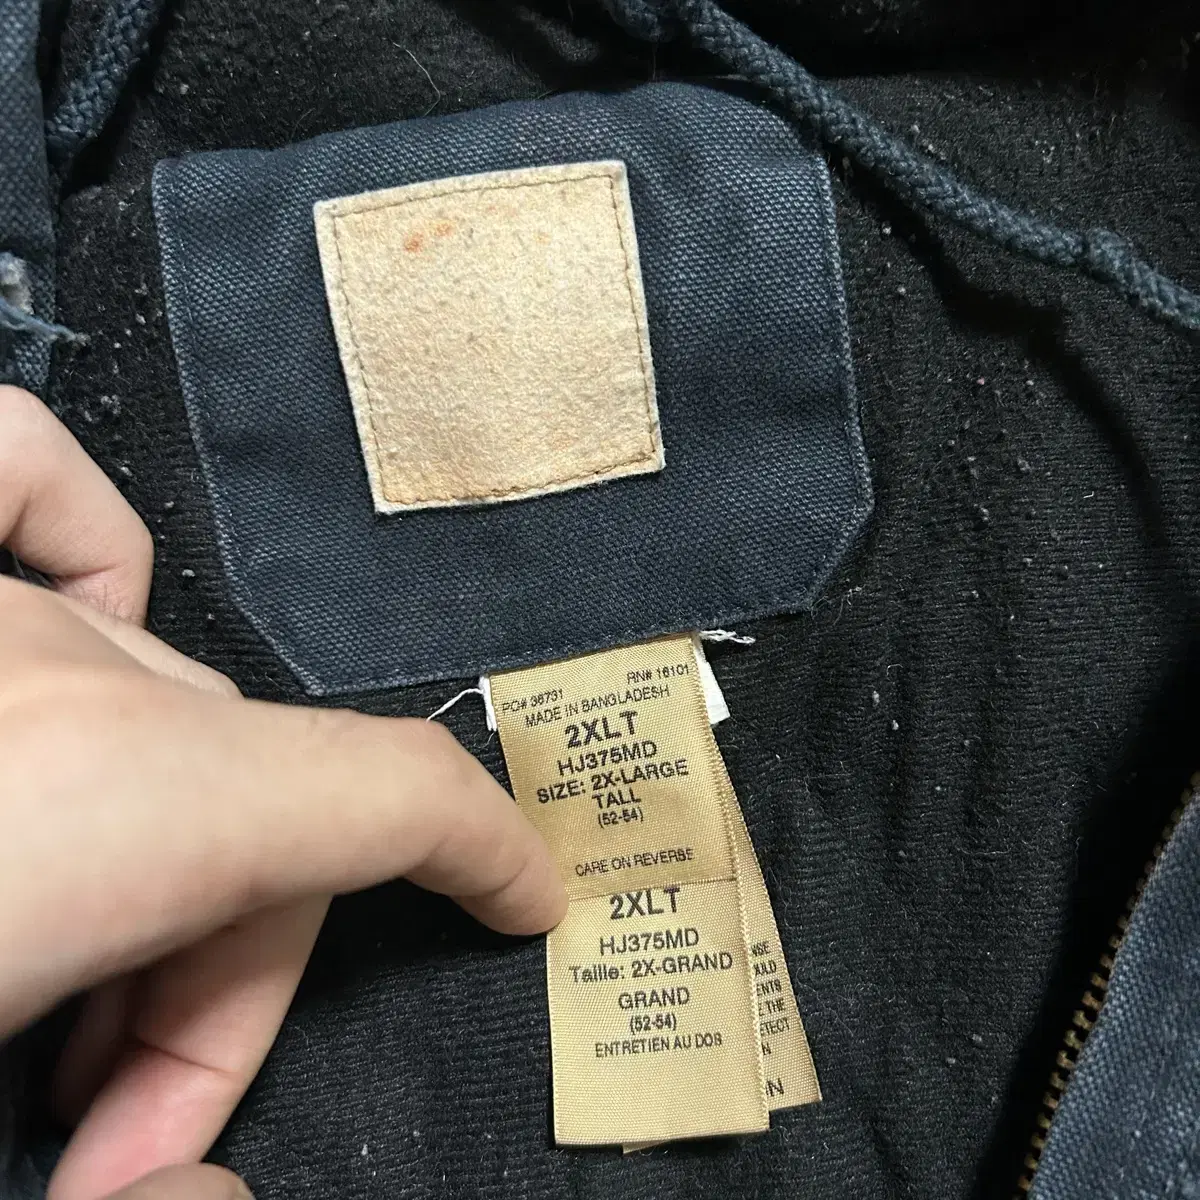 PO# 36731 RN# 16101
MADE IN BANGLADESH
2XLT
HJ375MD
SIZE: 2X-LARGE
TALL
(52-54)
CARE ON REVERSE
2XLT
HJ375MD
Taille: 2X-GRAND
GRAND
(52-54)
ENTRETIEN AU DOS
THE